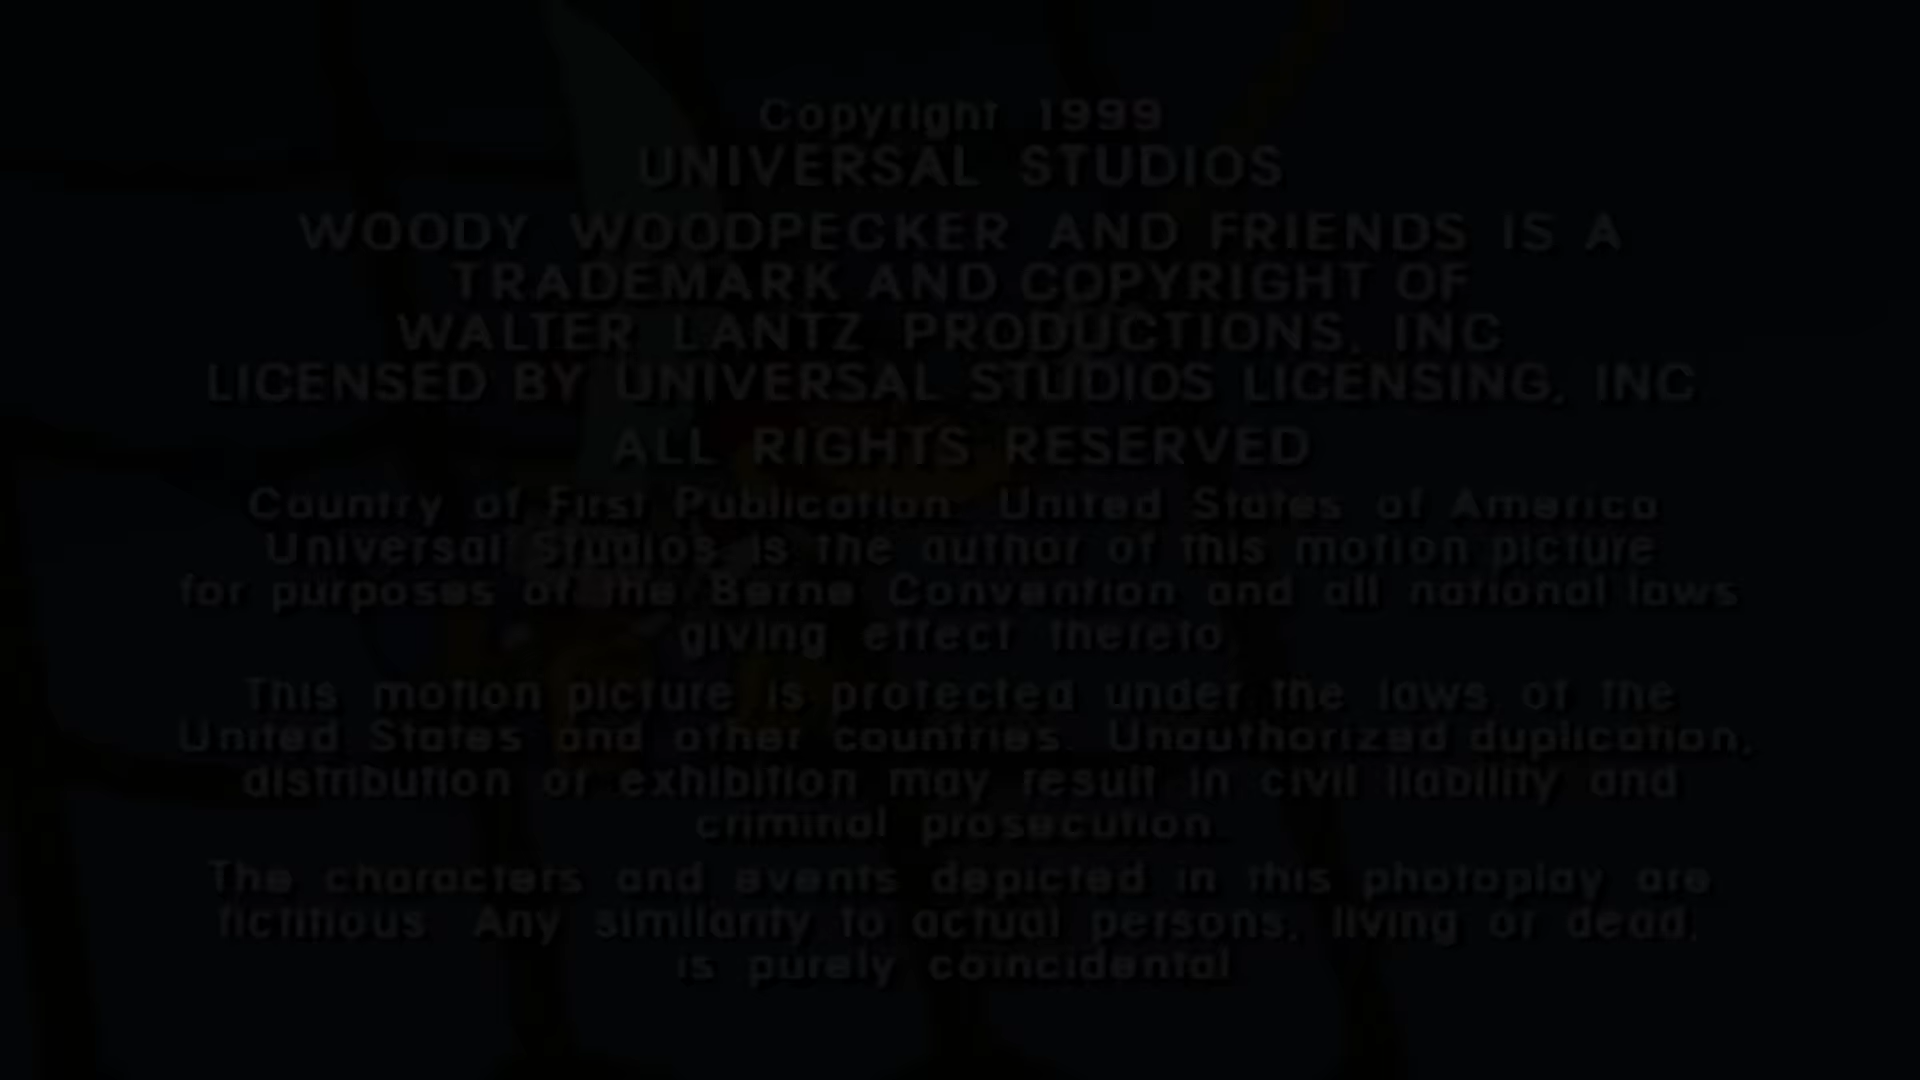 Copyright 1999
UNIVERSAL STUDIOS
WOODY WOODPECKER AND FRIENDS IS A
TRADEMARK AND COPYRIGHT OF
WALTER LANTZ PRODUCTIONS, INC
LICENSED BY UNIVERSAL STUDIOS LICENSING, INC
ALL RIGHTS RESERVED
Country of First Publication United States of America
Universal Studios is the author of this motion picture
for purposes of the Berne Convention and all national laws
giving effect thereto
This motion picture is protected under the laws of the
United States and other countries. Unauthorized duplication,
distribution or exhibition may result in civil liability and
criminal prosecution.
The characters and events depicted in this photoplay are
fictitious Any similarity to actual persons, living or dead,
is purely coincidental